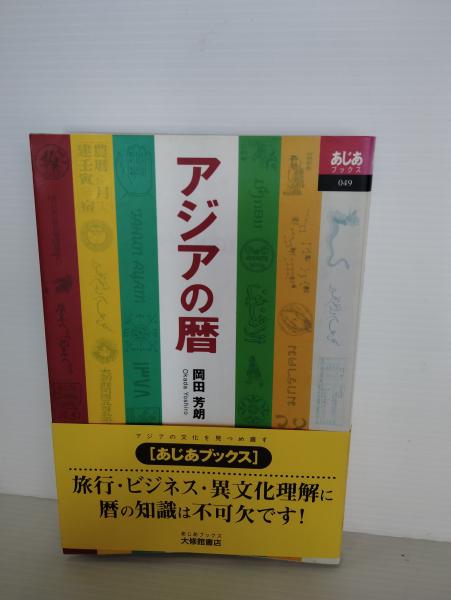 あじあ
ブックス
049
アジアの暦
岡田 芳朗
Okada Yoshiro
アジアの文化を見つめ直す
[あじあブックス]
旅行・ビジネス・異文化理解に
暦の知識は不可欠です!
あじあブックス
大修館書店